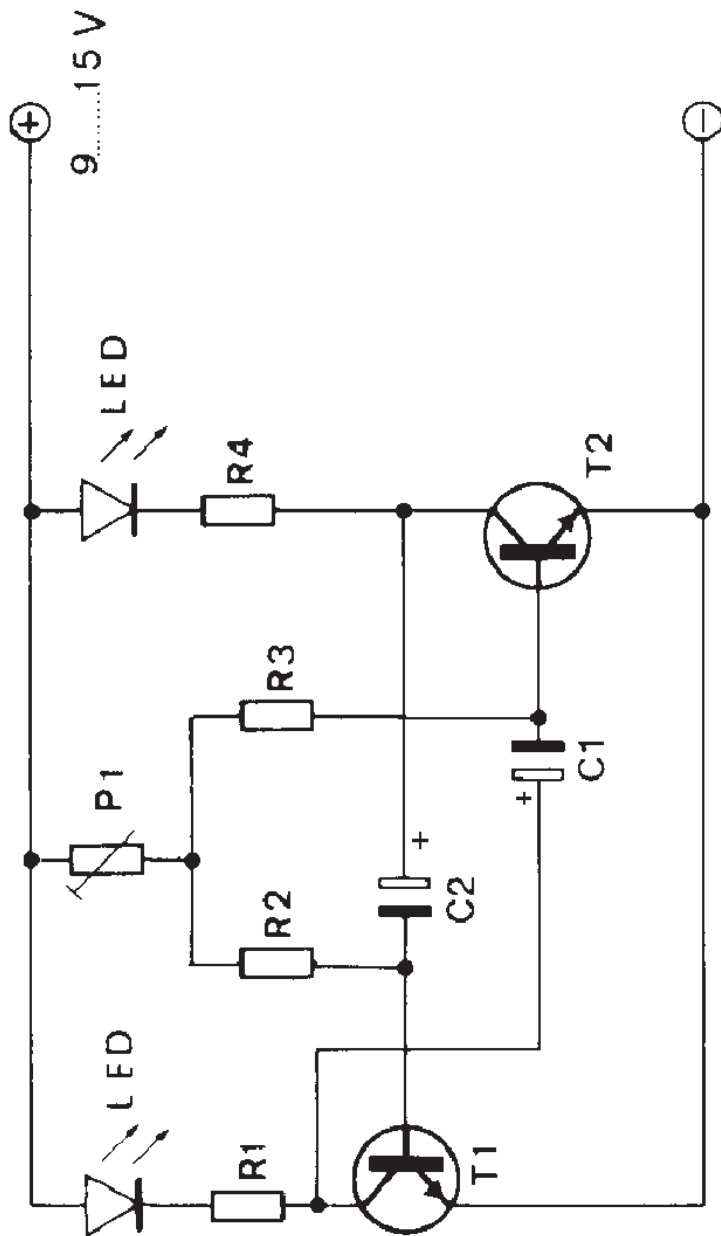 +
9......15 V
LED
R4
T2
R3
P1
+
C1
+
C2
R2
LED
R1
T1
−